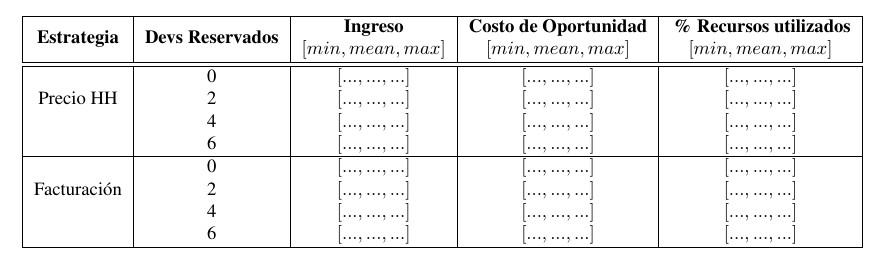 Estrategia Devs Reservados Ingreso Costo de Oportunidad % Recursos utilizados
[min, mean, max] [min, mean, max] [min, mean, max]
0 [..., ..., ...] [..., ..., ...] [..., ..., ...]
Precio HH 2 [..., ..., ...] [..., ..., ...] [..., ..., ...]
4 [..., ..., ...] [..., ..., ...] [..., ..., ...]
6 [..., ..., ...] [..., ..., ...] [..., ..., ...]
0 [..., ..., ...] [..., ..., ...] [..., ..., ...]
Facturación 2 [..., ..., ...] [..., ..., ...] [..., ..., ...]
4 [..., ..., ...] [..., ..., ...] [..., ..., ...]
6 [..., ..., ...] [..., ..., ...] [..., ..., ...]